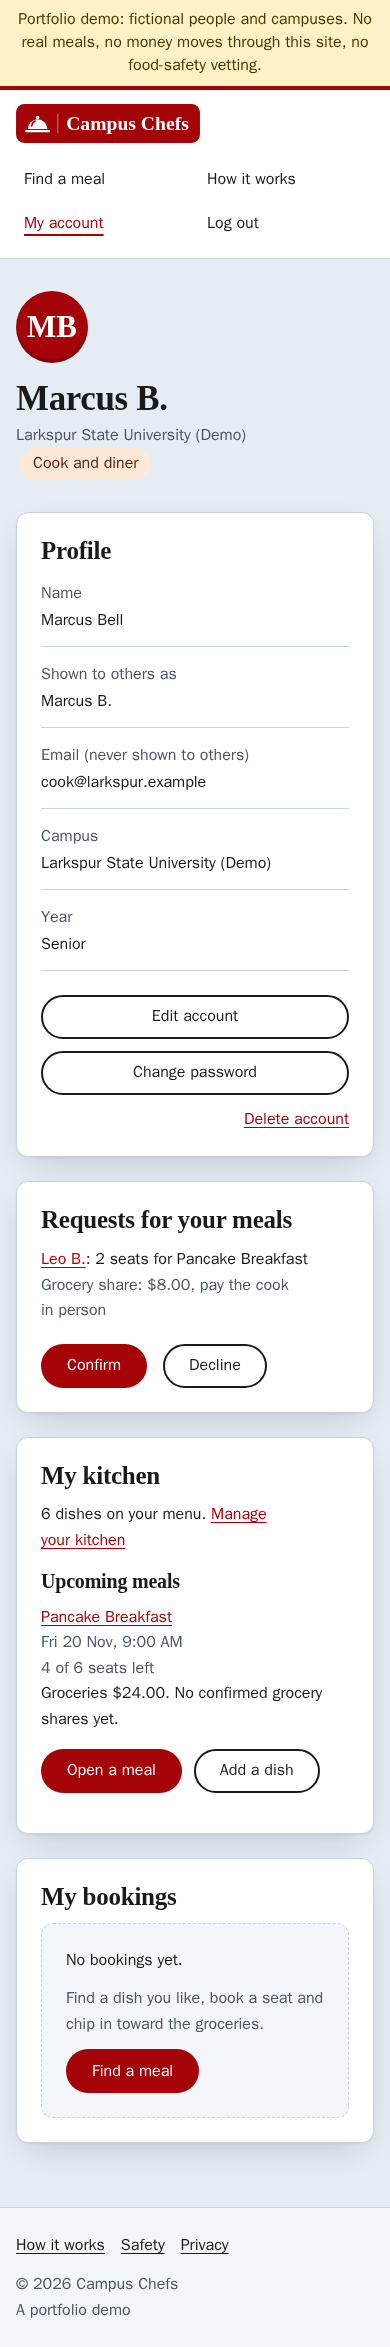 Portfolio demo: fictional people and campuses. No
real meals, no money moves through this site, no
food-safety vetting.
Campus Chefs
Find a meal
How it works
My account
Log out
MB
Marcus B.
Larkspur State University (Demo)
Cook and diner
Profile
Name
Marcus Bell
Shown to others as
Marcus B.
Email (never shown to others)
cook@larkspur.example
Campus
Larkspur State University (Demo)
Year
Senior
Edit account
Change password
Delete account
Requests for your meals
Leo B.: 2 seats for Pancake Breakfast
Grocery share: $8.00, pay the cook
in person
Confirm
Decline
My kitchen
6 dishes on your menu. Manage
your kitchen
Upcoming meals
Pancake Breakfast
Fri 20 Nov, 9:00 AM
4 of 6 seats left
Groceries $24.00. No confirmed grocery
shares yet.
Open a meal
Add a dish
My bookings
No bookings yet.
Find a dish you like, book a seat and
chip in toward the groceries.
Find a meal
How it works Safety Privacy
© 2026 Campus Chefs
A portfolio demo